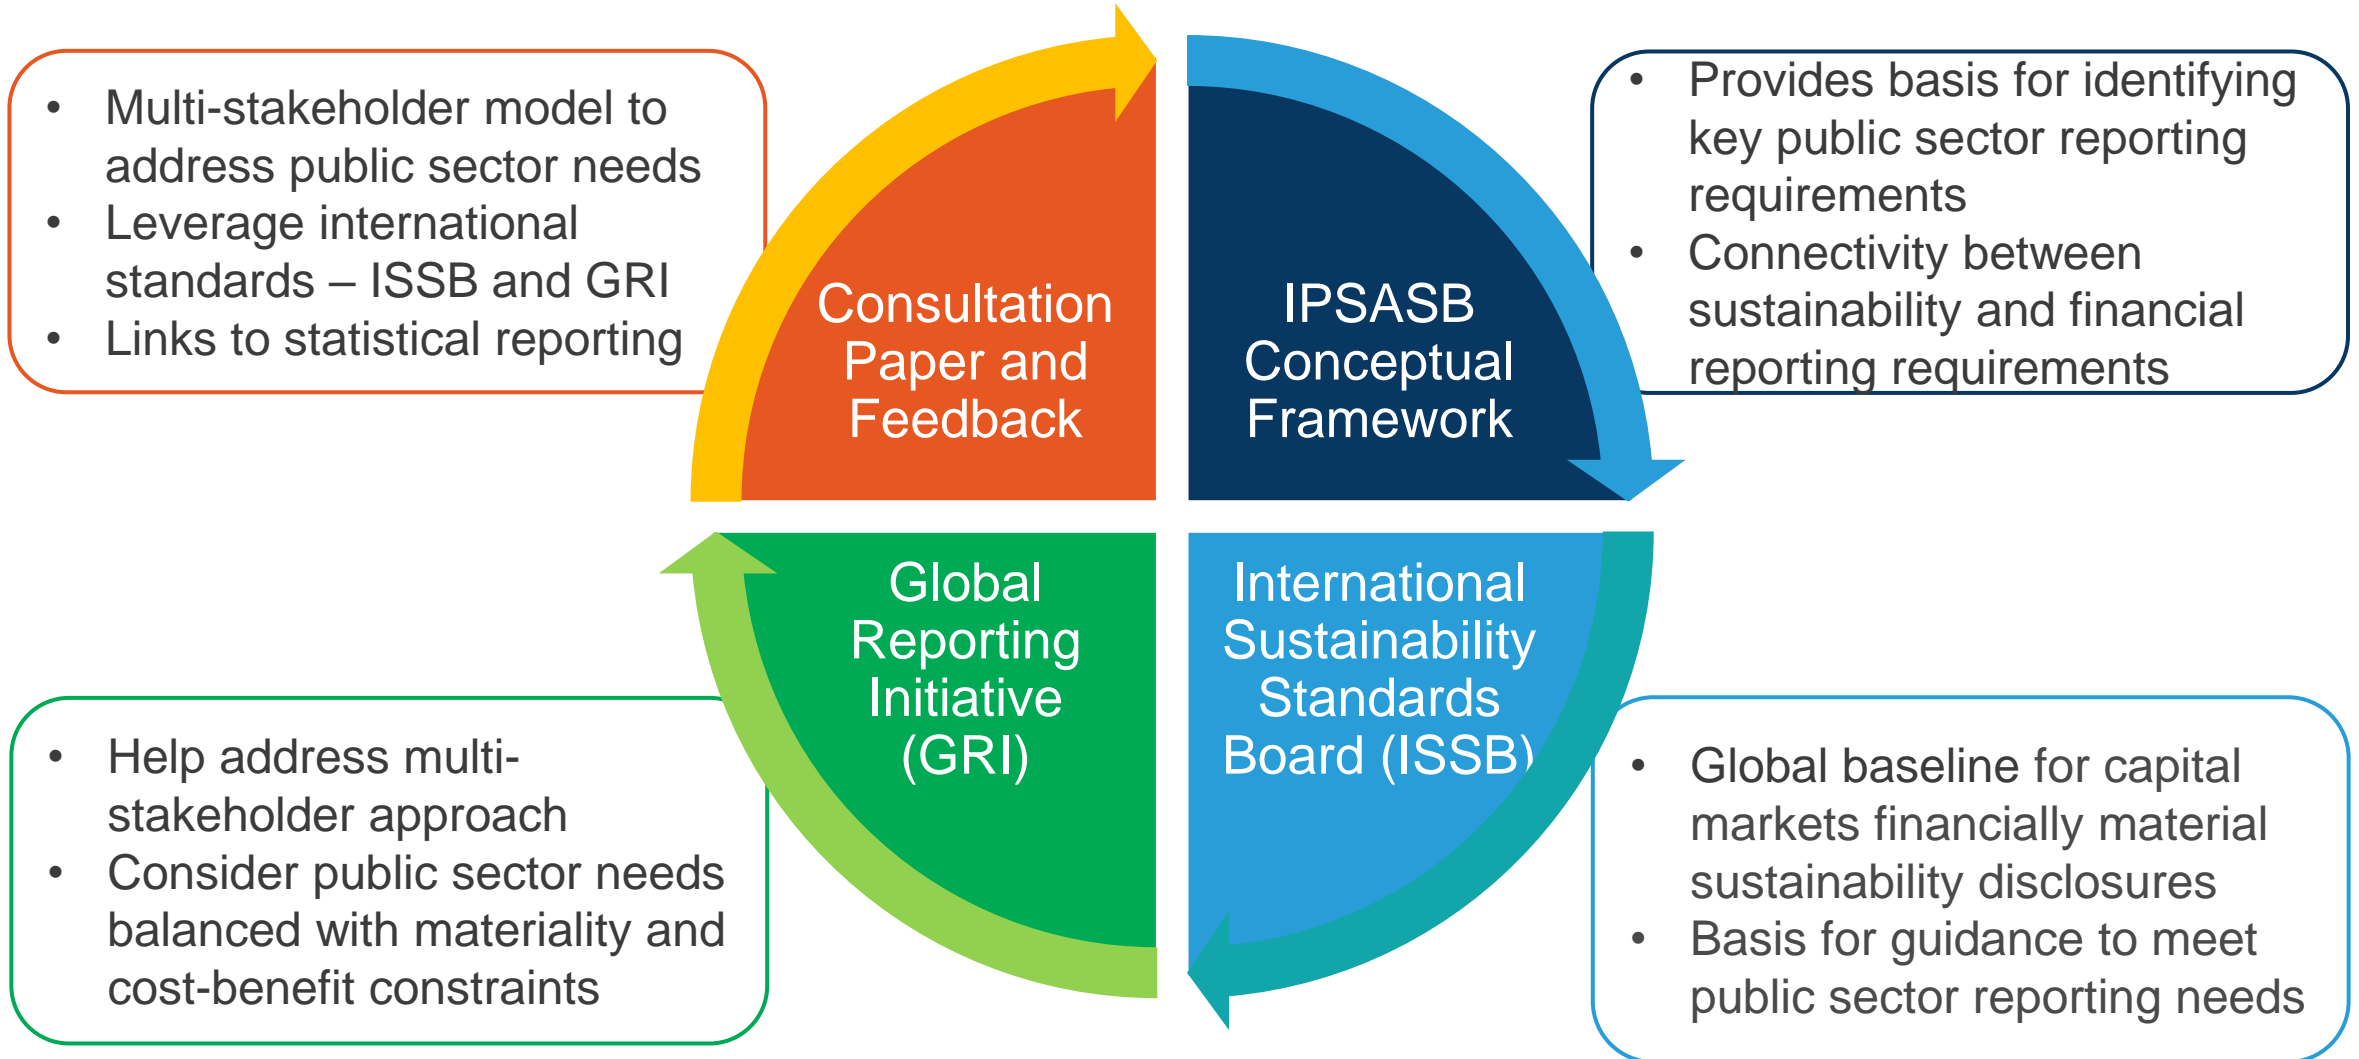 • Multi-stakeholder model to
address public sector needs
• Leverage international
standards – ISSB and GRI
• Links to statistical reporting
Consultation
Paper and
Feedback
IPSASB
Conceptual
Framework
• Provides basis for identifying
key public sector reporting
requirements
• Connectivity between
sustainability and financial
reporting requirements
• Help address multi-
stakeholder approach
• Consider public sector needs
balanced with materiality and
cost-benefit constraints
Global
Reporting
Initiative
(GRI)
International
Sustainability
Standards
Board (ISSB)
• Global baseline for capital
markets financially material
sustainability disclosures
• Basis for guidance to meet
public sector reporting needs